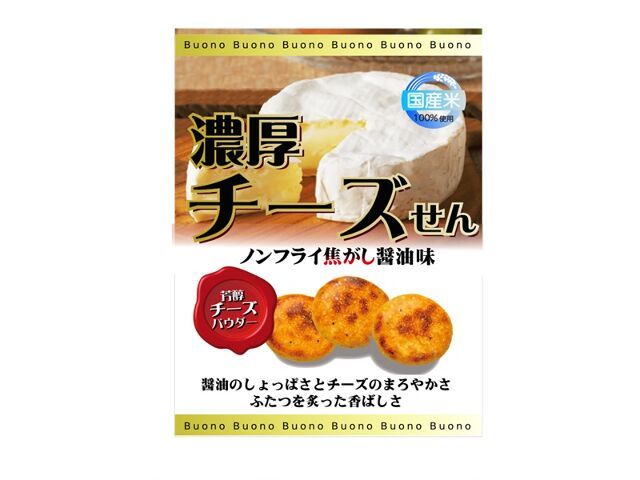 Buono Buono Buono Buono Buono Buono
国産米
100%使用
濃厚
チーズせん
ノンフライ焦がし醤油味
芳醇
チーズ
パウダー
醤油のしょっぱさとチーズのまろやかさ
ふたつを炙った香ばしさ
Buono Buono Buono Buono Buono Buono